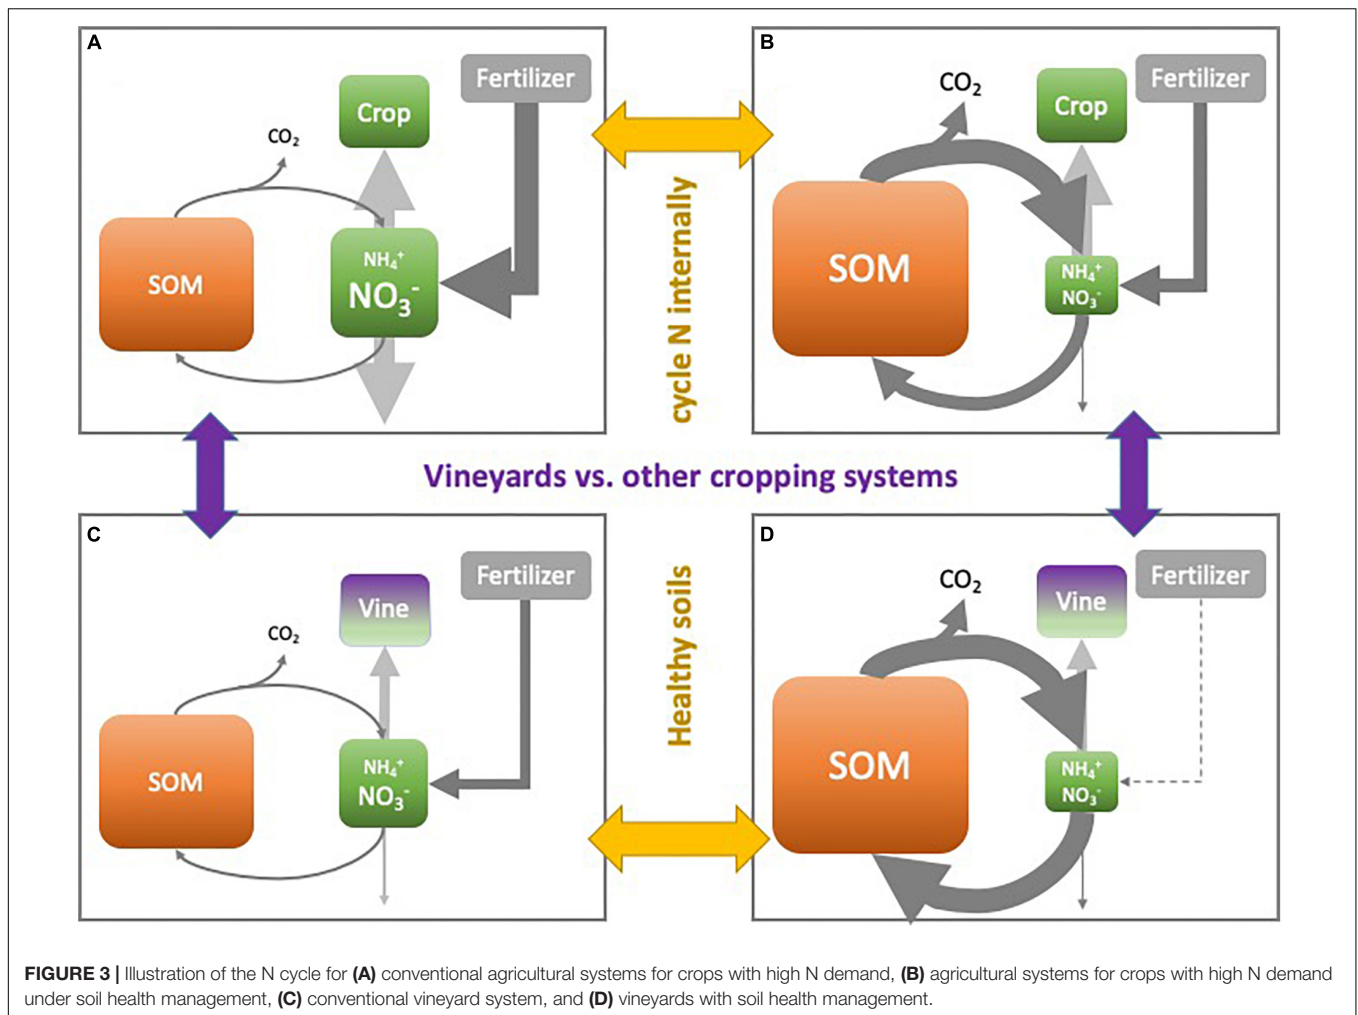 A
Fertilizer
Crop
CO₂
SOM
NH₄⁺
NO₃⁻
B
Fertilizer
Crop
CO₂
SOM
NH₄⁺
NO₃⁻
cycle N internally
Vineyards vs. other cropping systems
Healthy soils
C
Fertilizer
Vine
CO₂
SOM
NH₄⁺
NO₃⁻
D
Fertilizer
Vine
CO₂
SOM
NH₄⁺
NO₃⁻
FIGURE 3 | Illustration of the N cycle for (A) conventional agricultural systems for crops with high N demand, (B) agricultural systems for crops with high N demand
under soil health management, (C) conventional vineyard system, and (D) vineyards with soil health management.